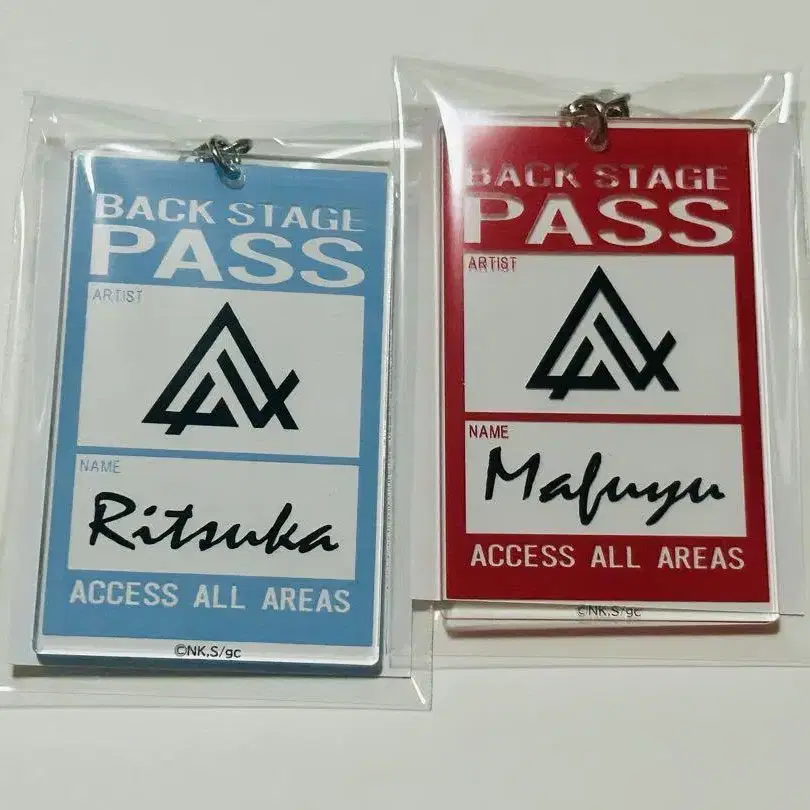 BACK STAGE
PASS
ARTIST
NAME
Ritsuka
ACCESS ALL AREAS
©NK,S/gc
BACK STAGE
PASS
ARTIST
NAME
Mafuyu
ACCESS ALL AREAS
©NK,S/gc